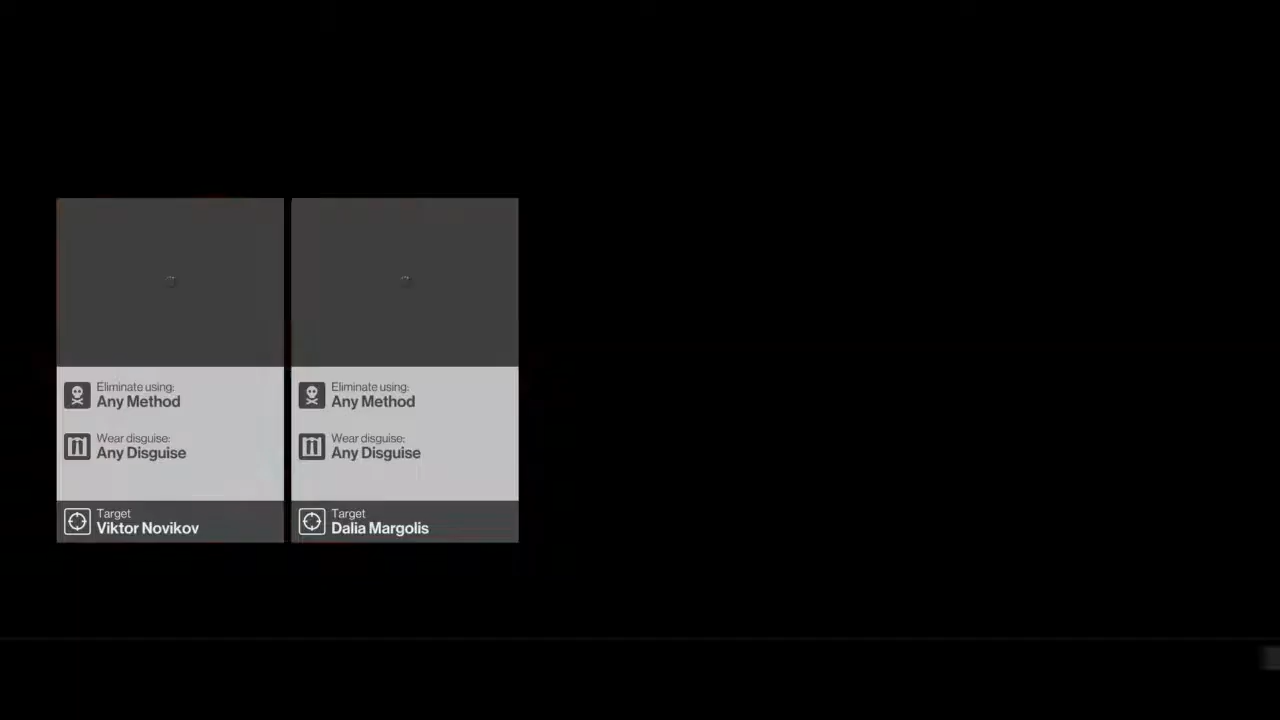 Eliminate using:
Any Method
Wear disguise:
Any Disguise
Target
Viktor Novikov
Eliminate using:
Any Method
Wear disguise:
Any Disguise
Target
Dalia Margolis